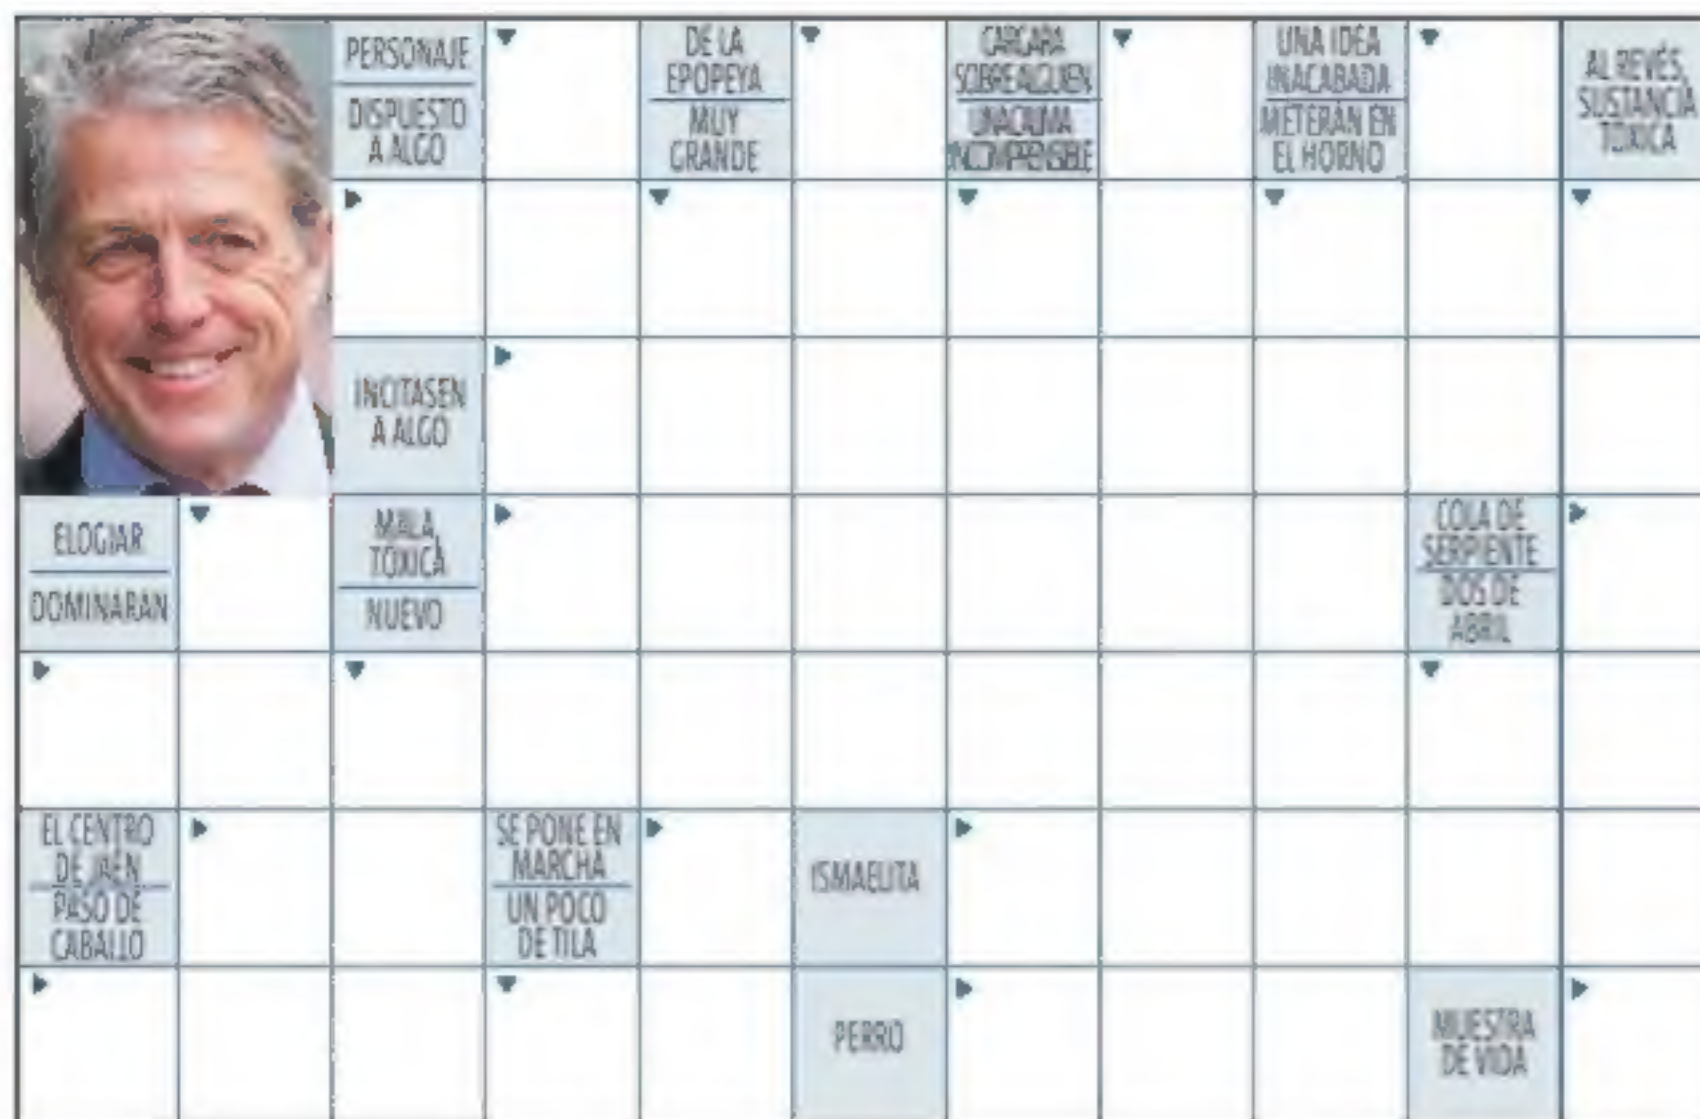 PERSONAJE
DISPUESTO
A ALGO
DE LA
EPOPEYA
MUY
GRANDE
CARGARA
SOBRE ALGUIEN
UNA CALIMA
UNA IDEA
INACABADA
METERÁN EN
EL HORNO
AL REVÉS,
SUSTANCIA
TÓXICA
INCITASEN
A ALGO
ELOGIAR
DOMINARAN
MALA,
TÓXICA
NUEVO
COLA DE
SERPIENTE
DOS DE
ABRIL
EL CENTRO
DE JAÉN
PASO DE
CABALLO
SE PONE EN
MARCHA
UN POCO
DE TILA
ISMAELITA
PERRO
MUESTRA
DE VIDA